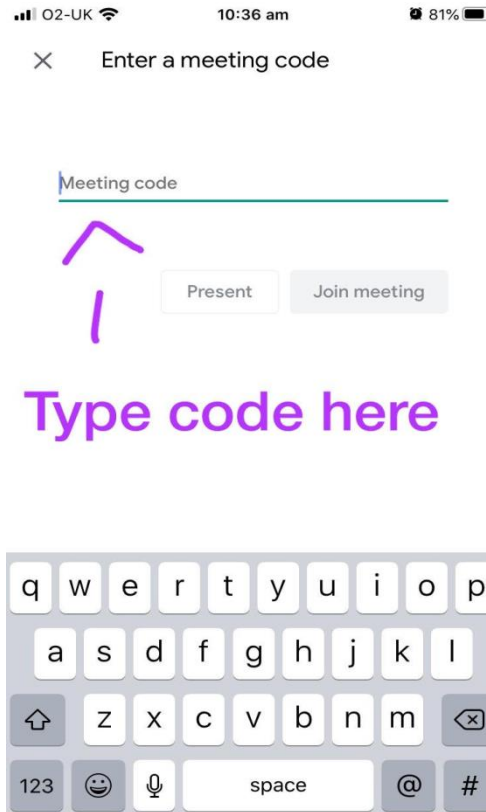 O2-UK 10:36 am 81%
Enter a meeting code
Meeting code
Present Join meeting
Type code here
q w e r t y u i o p
a s d f g h j k l
z x c v b n m
123 space @ #